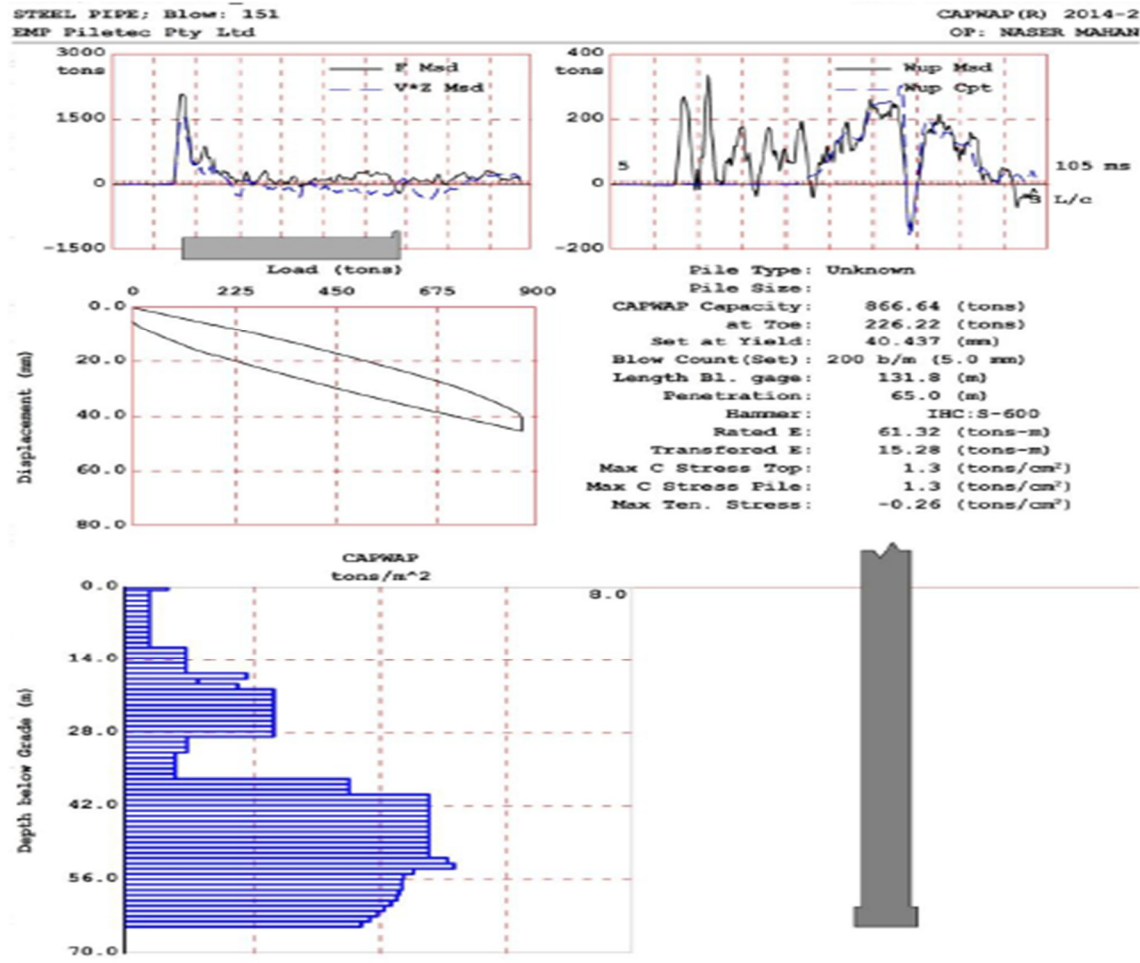 STEEL PIPE; Blow: 151
CAPWAP(R) 2014-2
EMP Piletec Pty Ltd
OP: NASER MAHAN
3000
tons
1500
0
-1500
F Msd
V*Z Msd
400
tons
200
0
-200
Wup Msd
Wup Cpt
5
105 ms
L/c
Load (tons)
0 225 450 675 900
0.0
20.0
40.0
60.0
80.0
Displacement (mm)
Pile Type: Unknown
Pile Size:
CAPWAP Capacity: 866.64 (tons)
at Toe: 226.22 (tons)
Set at Yield: 40.437 (mm)
Blow Count(Set): 200 b/m (5.0 mm)
Length Bl. gage: 131.8 (m)
Penetration: 65.0 (m)
Hammer: IHC:S-600
Rated E: 61.32 (tons-m)
Transfered E: 15.28 (tons-m)
Max C Stress Top: 1.3 (tons/cm²)
Max C Stress Pile: 1.3 (tons/cm²)
Max Ten. Stress: -0.26 (tons/cm²)
CAPWAP
tons/m^2
8.0
0.0
14.0
28.0
42.0
56.0
70.0
Depth below Grade (m)